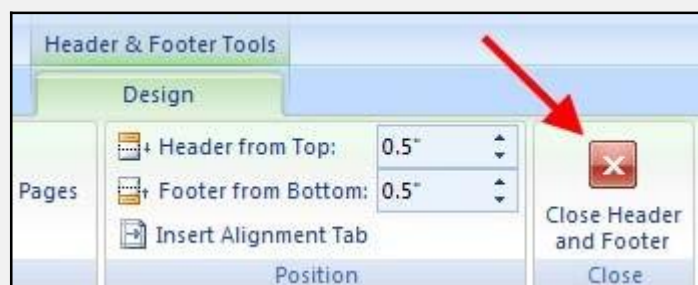 Header & Footer Tools
Design
Pages
Header from Top: 0.5"
Footer from Bottom: 0.5"
Insert Alignment Tab
Position
Close Header
and Footer
Close